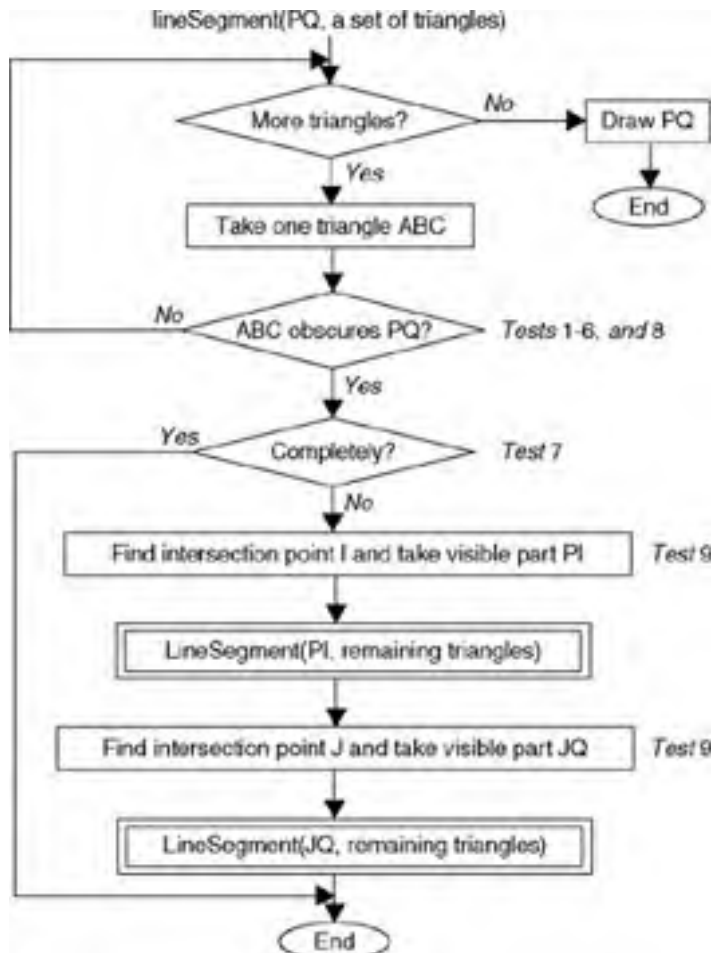 lineSegment(PQ, a set of triangles)
More triangles?
No
Draw PQ
Yes
End
Take one triangle ABC
No
ABC obscures PQ?
Tests 1-6, and 8
Yes
Yes
Completely?
Test 7
No
Find intersection point I and take visible part PI
Test 9
LineSegment(PI, remaining triangles)
Find intersection point J and take visible part JQ
Test 9
LineSegment(JQ, remaining triangles)
End